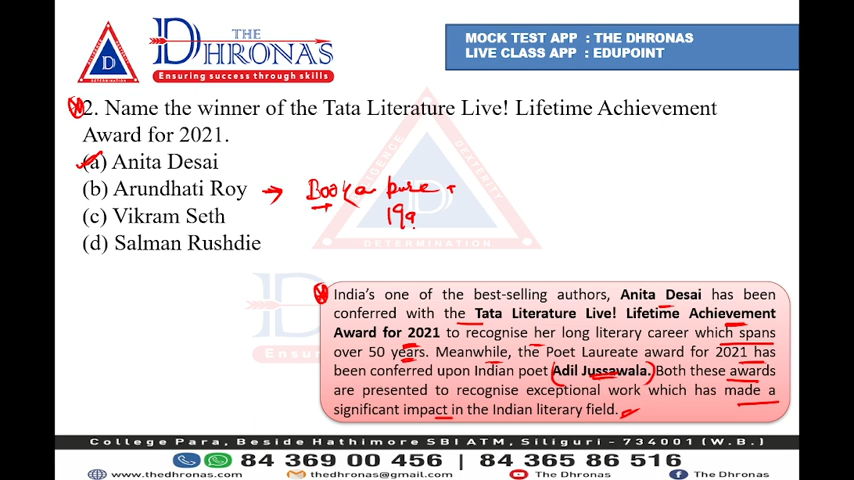 THE
DHRONAS
Ensuring success through skills
D
DETERMINATION
MOCK TEST APP : THE DHRONAS
LIVE CLASS APP : EDUPOINT
2. Name the winner of the Tata Literature Live! Lifetime Achievement
Award for 2021.
(a) Anita Desai
(b) Arundhati Roy
(c) Vikram Seth
(d) Salman Rushdie
India's one of the best-selling authors, Anita Desai has been
conferred with the Tata Literature Live! Lifetime Achievement
Award for 2021 to recognise her long literary career which spans
over 50 years. Meanwhile, the Poet Laureate award for 2021 has
been conferred upon Indian poet Adil Jussawala. Both these awards
are presented to recognise exceptional work which has made a
significant impact in the Indian literary field.
College Para, Beside Hathimore SBI ATM, Siliguri - 734001 (W.B.)
84 369 00 456 | 84 365 86 516
www.thedhronas.com thedhronas@gmail.com The Dhronas The Dhronas